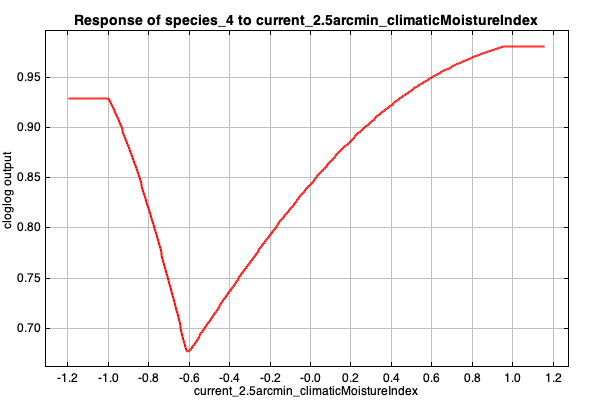 Response of species_4 to current_2.5arcmin_climaticMoistureIndex
cloglog output
0.95
0.90
0.85
0.80
0.75
0.70
-1.2 -1.0 -0.8 -0.6 -0.4 -0.2 -0.0 0.2 0.4 0.6 0.8 1.0 1.2
current_2.5arcmin_climaticMoistureIndex